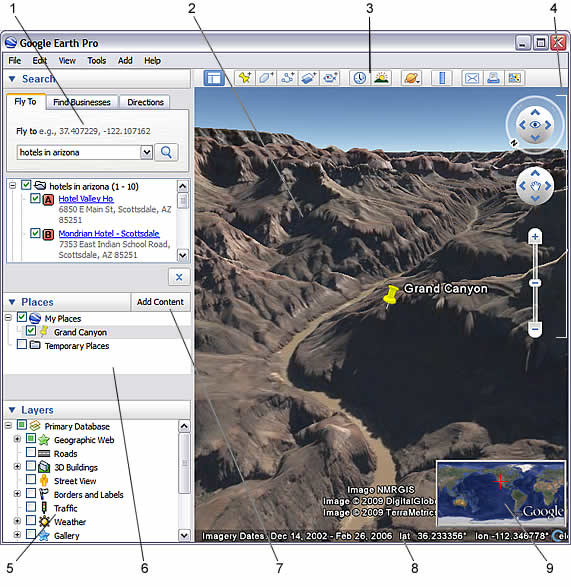 1 2 3 4
Google Earth Pro
File Edit View Tools Add Help
Search
Fly To Find Businesses Directions
Fly to e.g., 37.407229, -122.107162
hotels in arizona
hotels in arizona (1 - 10)
A Hotel Valley Ho
6850 E Main St, Scottsdale, AZ
85251
B Mondrian Hotel - Scottsdale
7353 East Indian School Road,
Scottsdale, AZ 85251
Places Add Content
My Places
Grand Canyon
Temporary Places
Layers
Primary Database
Geographic Web
Roads
3D Buildings
Street View
Borders and Labels
Traffic
Weather
Gallery
N
Grand Canyon
Image NMRGIS
Image © 2009 DigitalGlobe
Image © 2009 TerraMetrics
Google
Imagery Dates: Dec 14, 2002 - Feb 26, 2006 lat 36.233356° lon -112.346778°
5 6 7 8 9